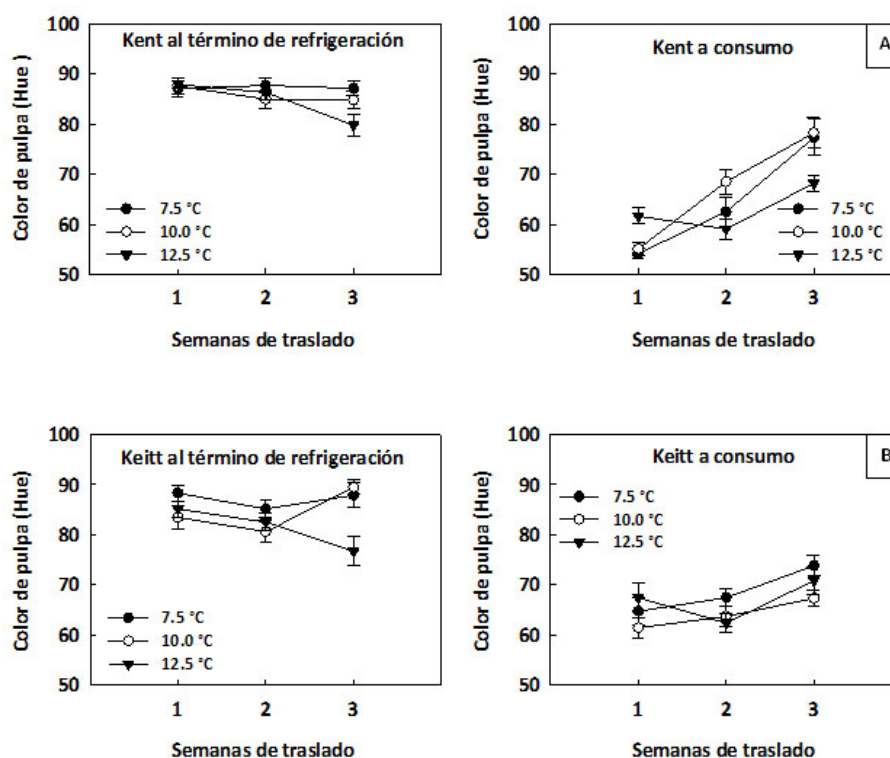 Kent al término de refrigeración
Color de pulpa (Hue )
100
90
80
70
60
50
7.5 °C
10.0 °C
12.5 °C
1 2 3
Semanas de traslado
Kent a consumo
A
Color de pulpa (Hue)
100
90
80
70
60
50
7.5 °C
10.0 °C
12.5 °C
1 2 3
Semanas de traslado
Keitt al término de refrigeración
Color de pulpa (Hue)
100
90
80
70
60
50
7.5 °C
10.0 °C
12.5 °C
1 2 3
Semanas de traslado
Keitt a consumo
B
Color de pulpa (Hue)
100
90
80
70
60
50
7.5 °C
10.0 °C
12.5 °C
1 2 3
Semanas de traslado